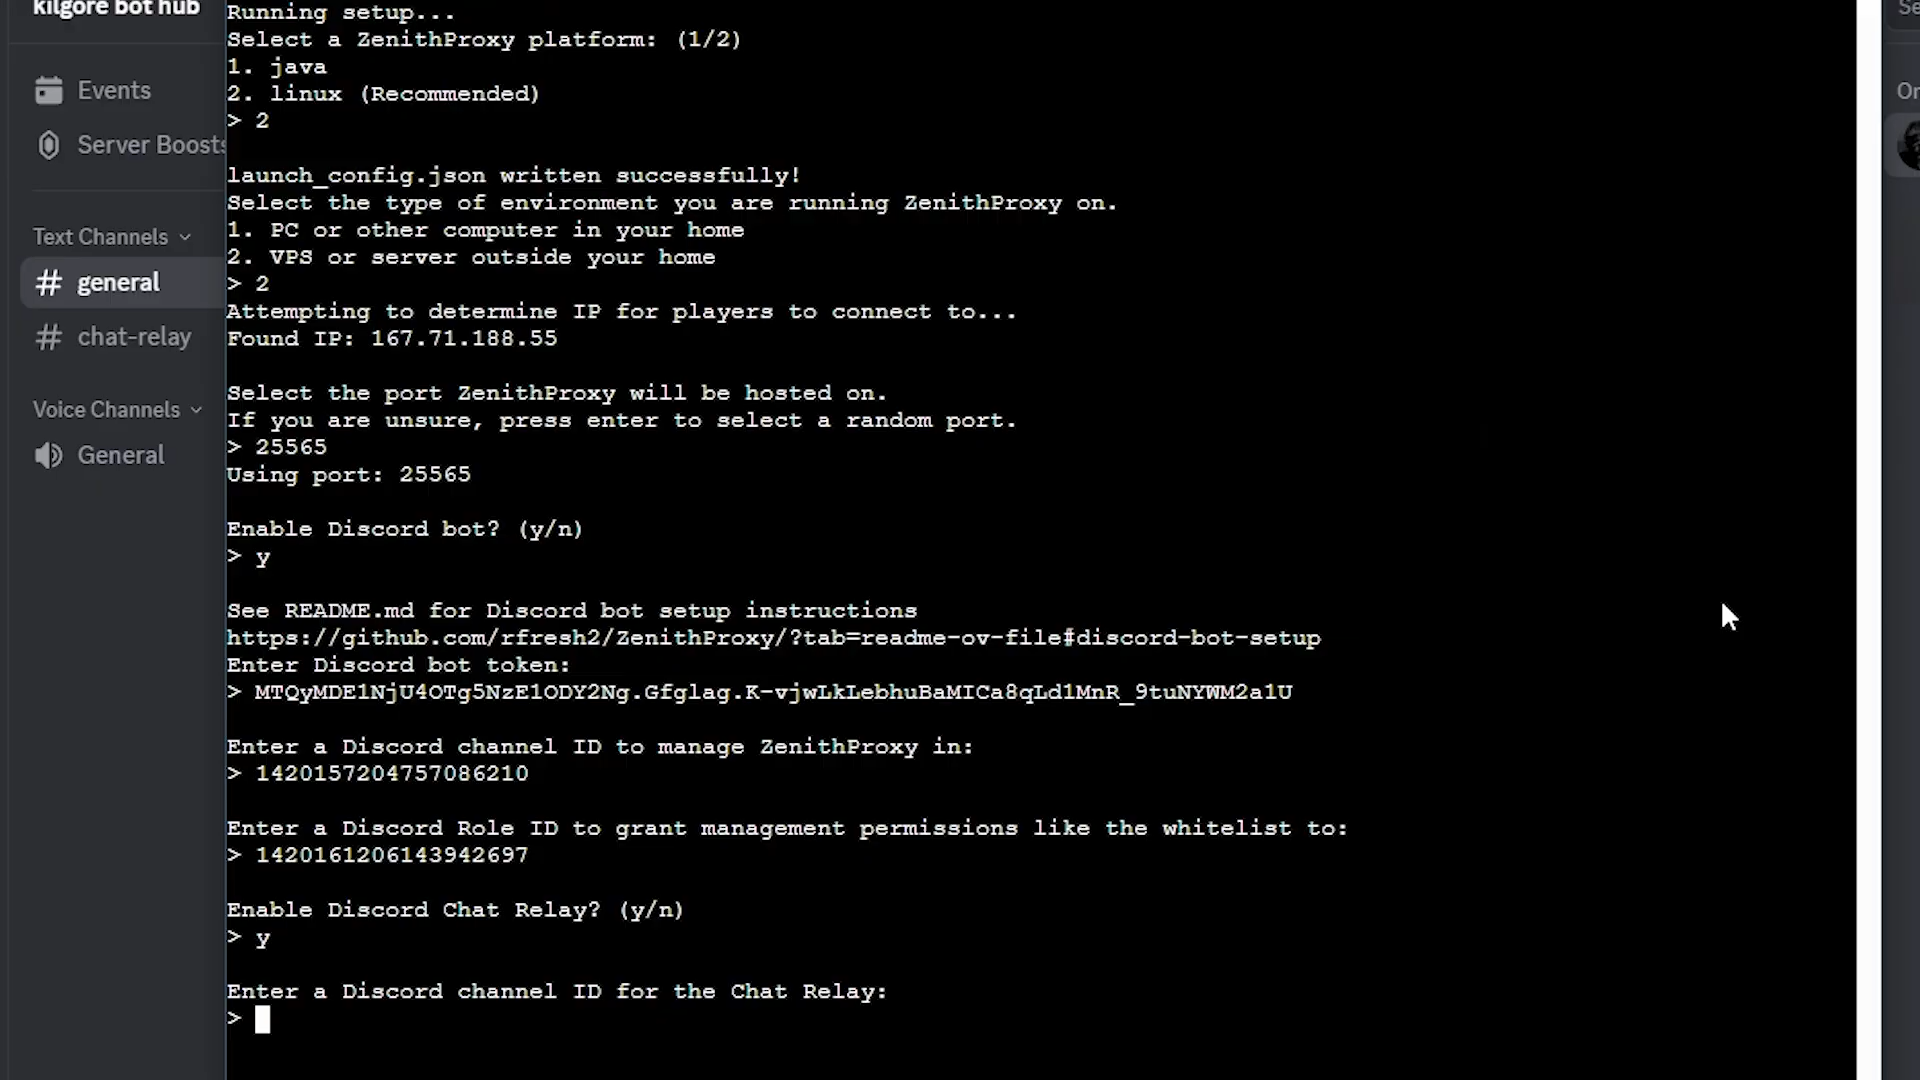 kilgore bot hub
Events
Server Boosts
Text Channels
general
chat-relay
Voice Channels
General
Running setup...
Select a ZenithProxy platform: (1/2)
1. java
2. linux (Recommended)
> 2
launch_config.json written successfully!
Select the type of environment you are running ZenithProxy on.
1. PC or other computer in your home
2. VPS or server outside your home
> 2
Attempting to determine IP for players to connect to...
Found IP: 167.71.188.55
Select the port ZenithProxy will be hosted on.
If you are unsure, press enter to select a random port.
> 25565
Using port: 25565
Enable Discord bot? (y/n)
> y
See README.md for Discord bot setup instructions
https://github.com/rfresh2/ZenithProxy/?tab=readme-ov-file#discord-bot-setup
Enter Discord bot token:
> MTQyMDE1NjU4OTg5NzE1ODY2Ng.Gfglag.K-vjwLkLebhuBaMICa8qLd1MnR_9tuNYWM2a1U
Enter a Discord channel ID to manage ZenithProxy in:
> 1420157204757086210
Enter a Discord Role ID to grant management permissions like the whitelist to:
> 1420161206143942697
Enable Discord Chat Relay? (y/n)
> y
Enter a Discord channel ID for the Chat Relay:
>